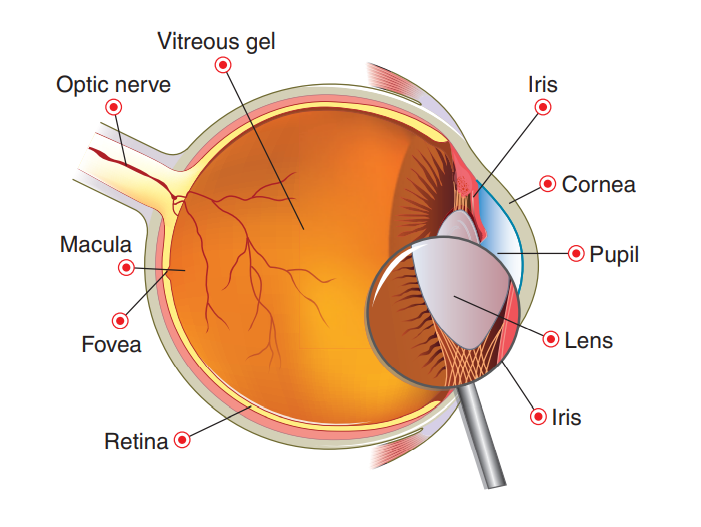 Vitreous gel
Optic nerve
Iris
Cornea
Macula
Pupil
Fovea
Lens
Iris
Retina